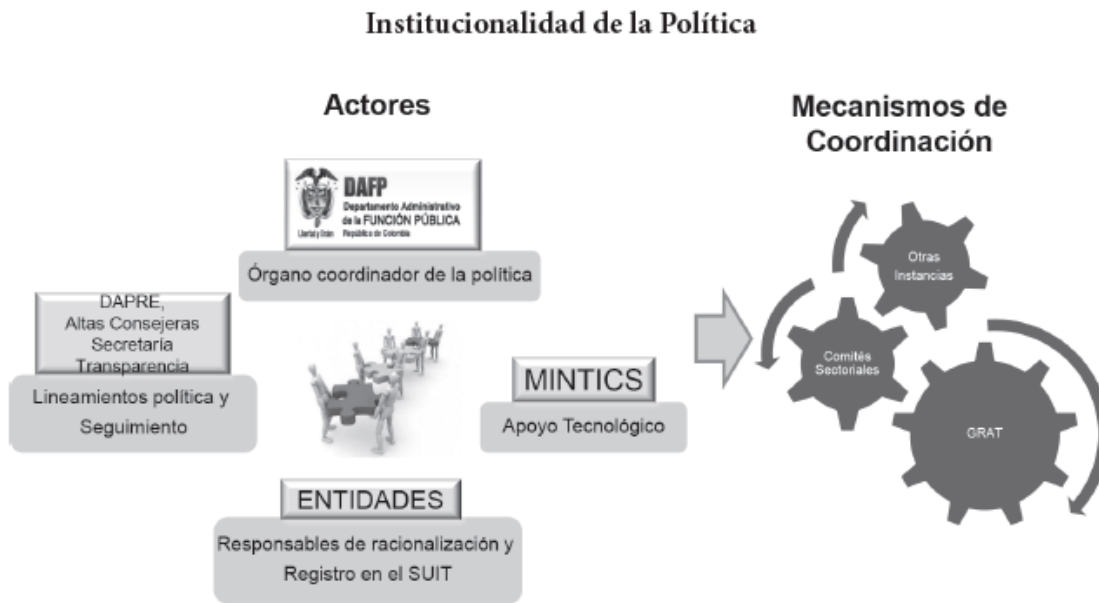 Institucionalidad de la Política
Actores
DAFP
Departamento Administrativo
de la FUNCIÓN PÚBLICA
República de Colombia
Libertad y Orden
Órgano coordinador de la política
DAPRE,
Altas Consejeras
Secretaría
Transparencia
Lineamientos política y
Seguimiento
MINTICS
Apoyo Tecnológico
ENTIDADES
Responsables de racionalización y
Registro en el SUIT
Mecanismos de
Coordinación
Otras
Instancias
Comités
Sectoriales
GRAT